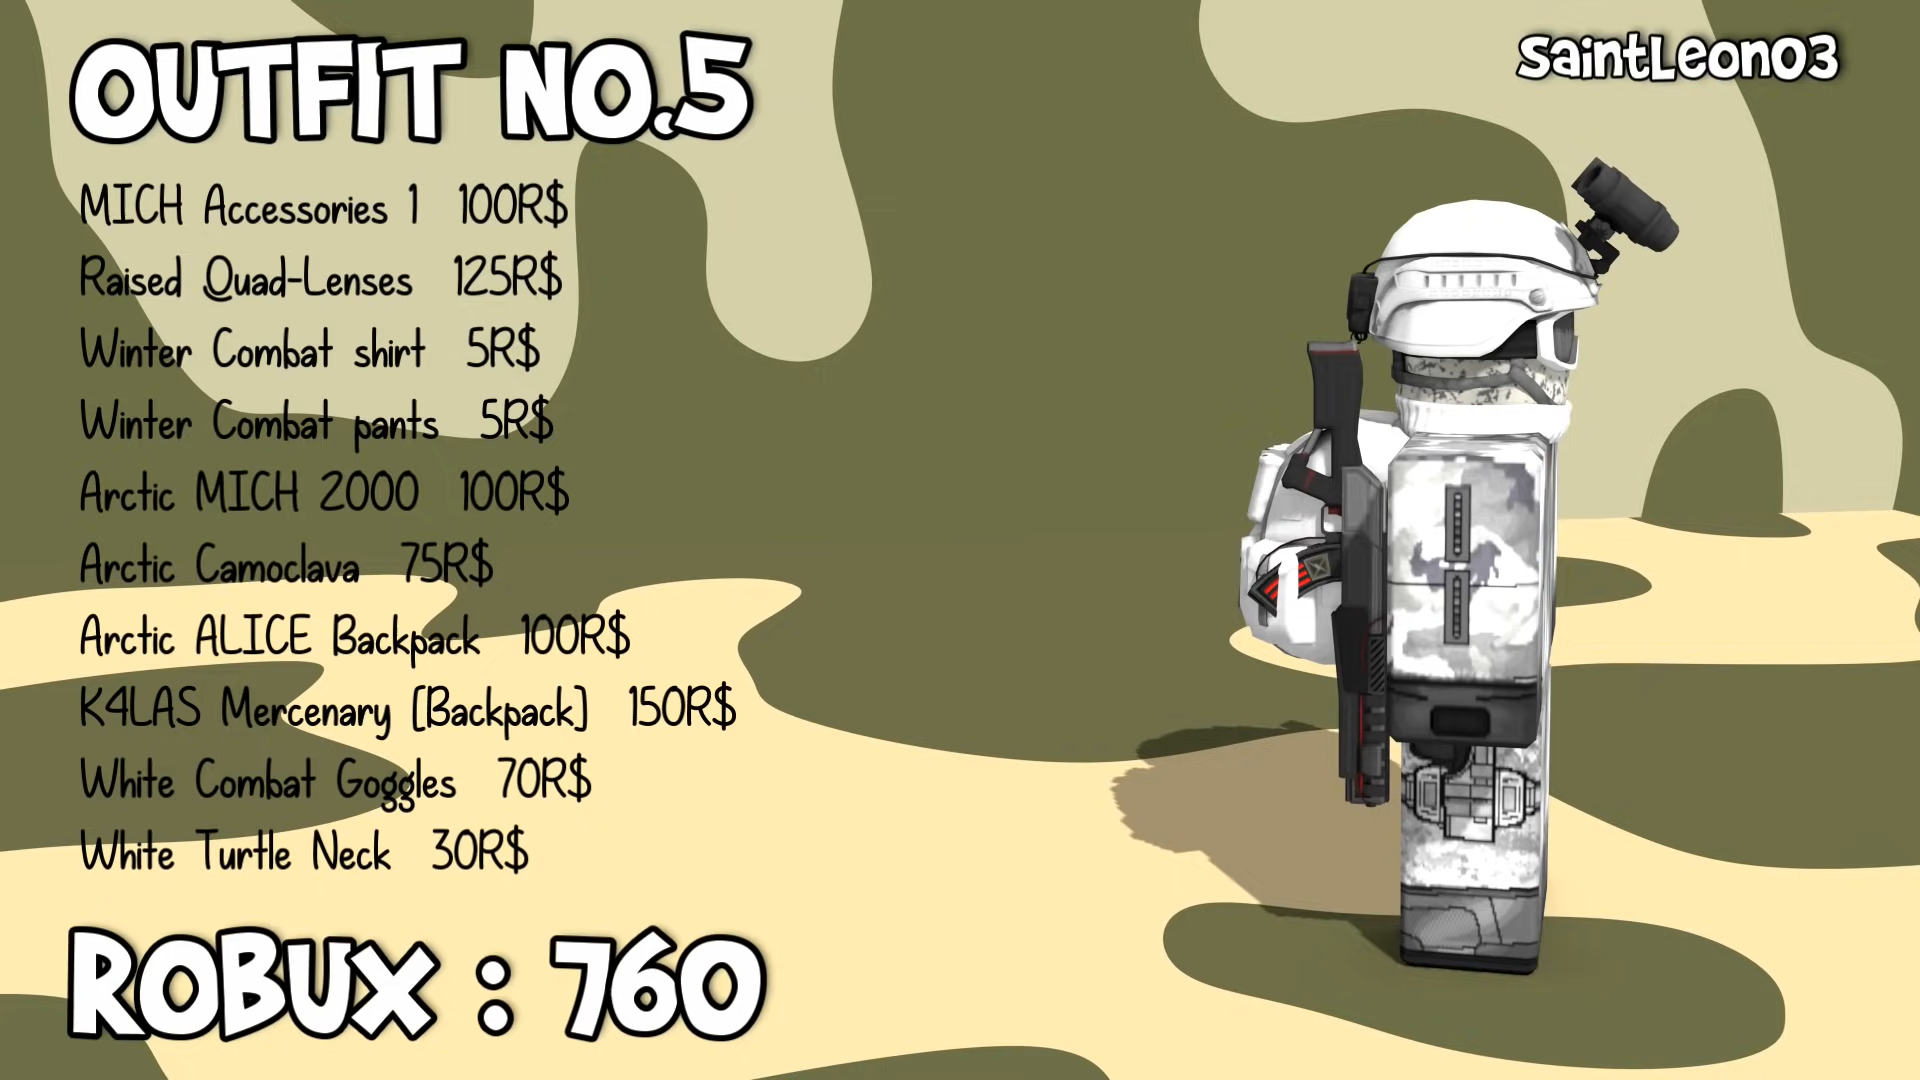 OUTFIT NO.5
SaintLeon03
MICH Accessories 1 100R$
Raised Quad-Lenses 125R$
Winter Combat shirt 5R$
Winter Combat pants 5R$
Arctic MICH 2000 100R$
Arctic Camoclava 75R$
Arctic ALICE Backpack 100R$
K4LAS Mercenary [Backpack] 150R$
White Combat Goggles 70R$
White Turtle Neck 30R$
ROBUX : 760